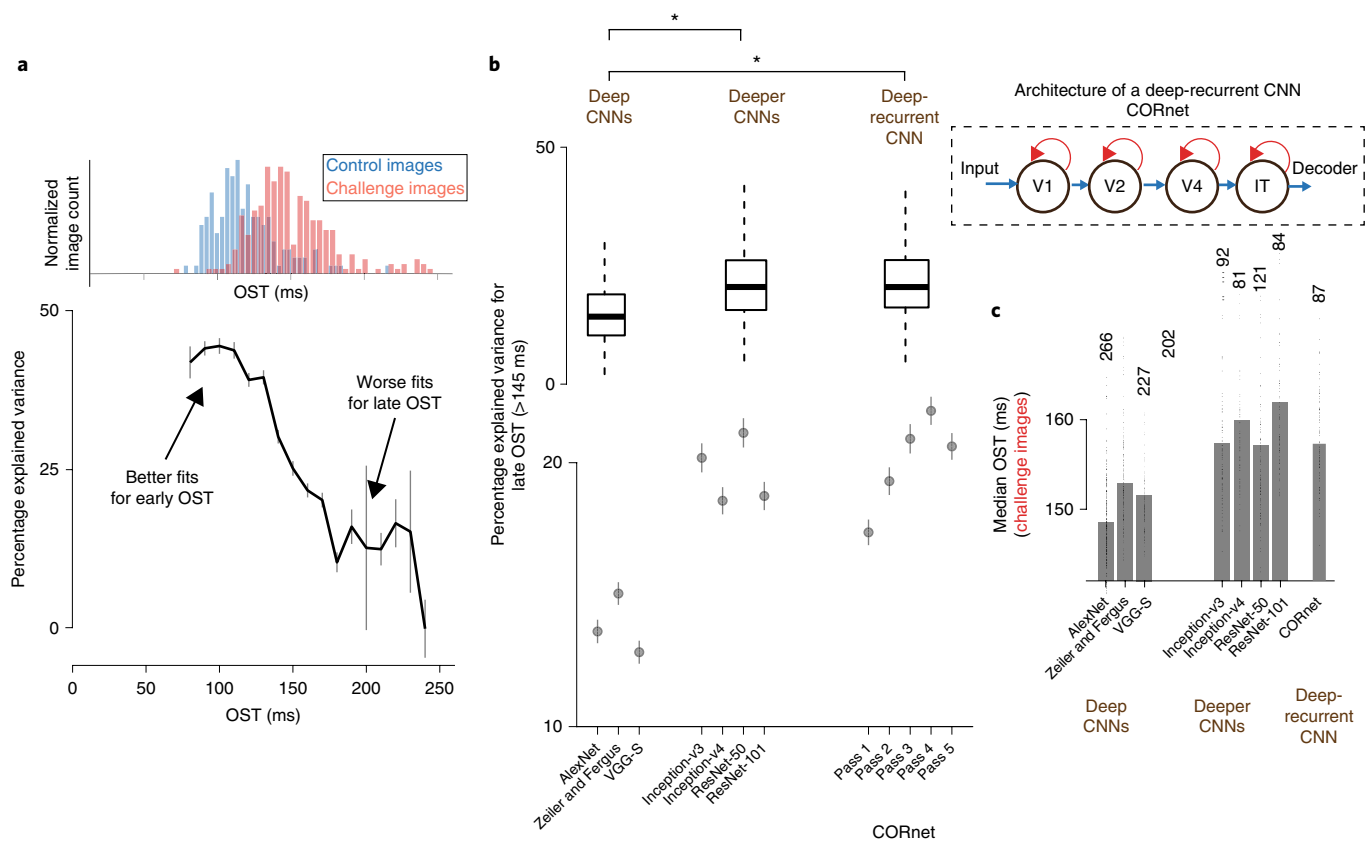 a
Control images
Challenge images
Normalized
image count
OST (ms)
50
25
0
Percentage explained variance
Better fits
for early OST
Worse fits
for late OST
0
50
100
150
200
250
OST (ms)
b
*
*
Deep
CNNs
Deeper
CNNs
Deep-
recurrent
CNN
50
0
20
10
Percentage explained variance for
late OST (>145 ms)
AlexNet
Zeiler and Fergus
VGG-S
Inception-v3
Inception-v4
ResNet-50
ResNet-101
Pass 1
Pass 2
Pass 3
Pass 4
Pass 5
CORnet
Architecture of a deep-recurrent CNN
CORnet
Input
V1
V2
V4
IT
Decoder
c
Median OST (ms)
(challenge images)
160
150
266
227
202
92
81
121
84
87
AlexNet
Zeiler and Fergus
VGG-S
Inception-v3
Inception-v4
ResNet-50
ResNet-101
CORnet
Deep
CNNs
Deeper
CNNs
Deep-
recurrent
CNN